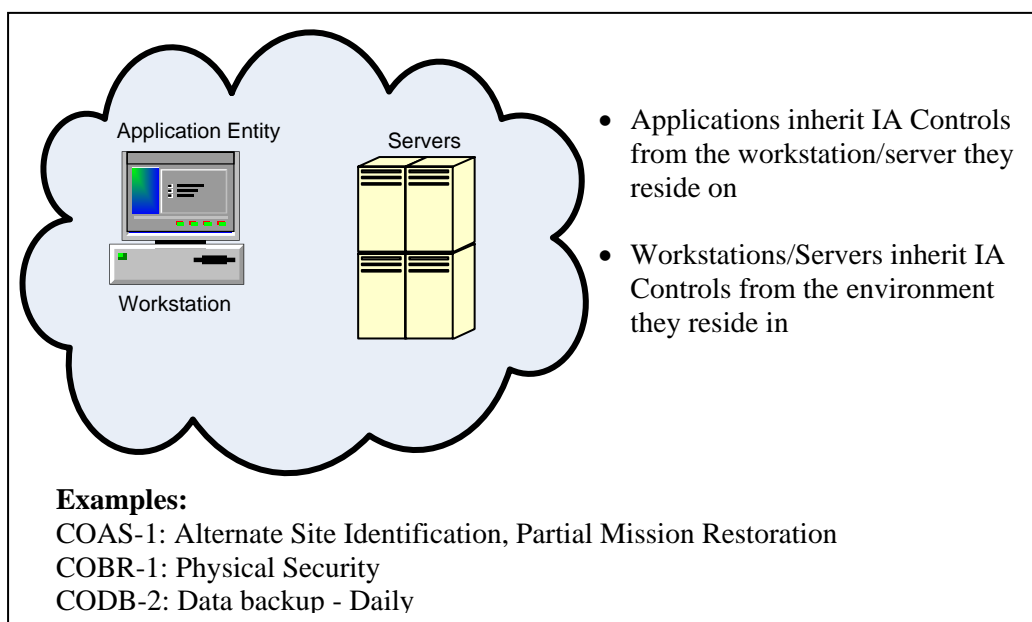 Application Entity
Servers
Workstation
• Applications inherit IA Controls
from the workstation/server they
reside on
• Workstations/Servers inherit IA
Controls from the environment
they reside in
Examples:
COAS-1: Alternate Site Identification, Partial Mission Restoration
COBR-1: Physical Security
CODB-2: Data backup - Daily